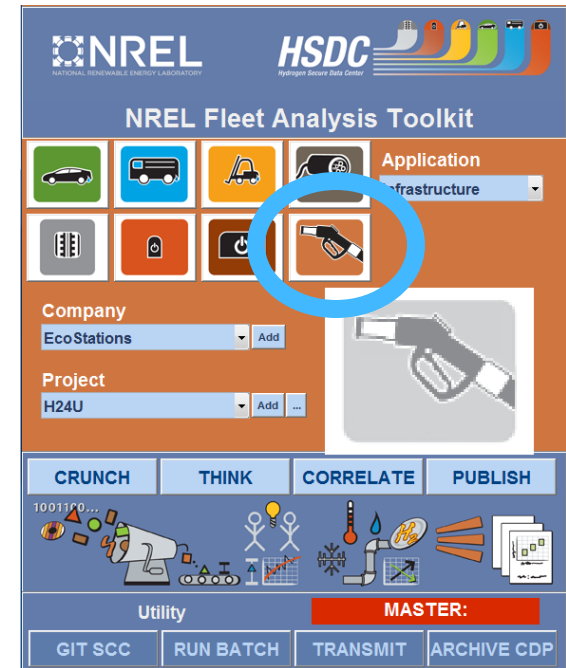 NREL
NATIONAL RENEWABLE ENERGY LABORATORY
HSDC
Hydrogen Secure Data Center
NREL Fleet Analysis Toolkit
Application
Infrastructure
Company
EcoStations
Add
Project
H24U
Add ...
CRUNCH THINK CORRELATE PUBLISH
1001100...
H2
Utility
MASTER:
GIT SCC RUN BATCH TRANSMIT ARCHIVE CDP